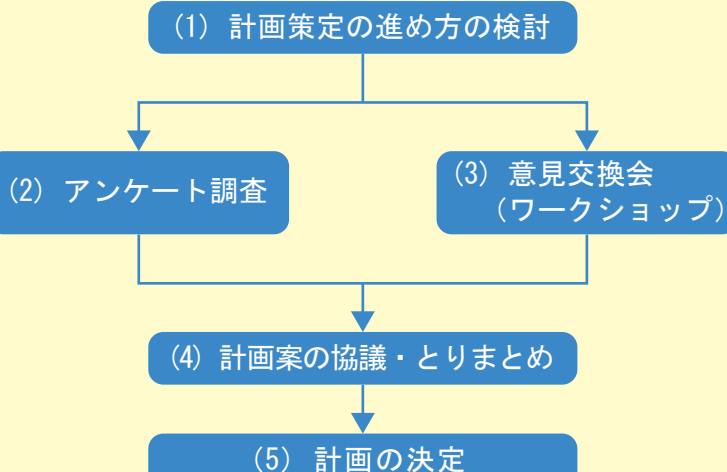 (1) 計画策定の進め方の検討
(2) アンケート調査
(3) 意見交換会
（ワークショップ）
(4) 計画案の協議・とりまとめ
(5) 計画の決定